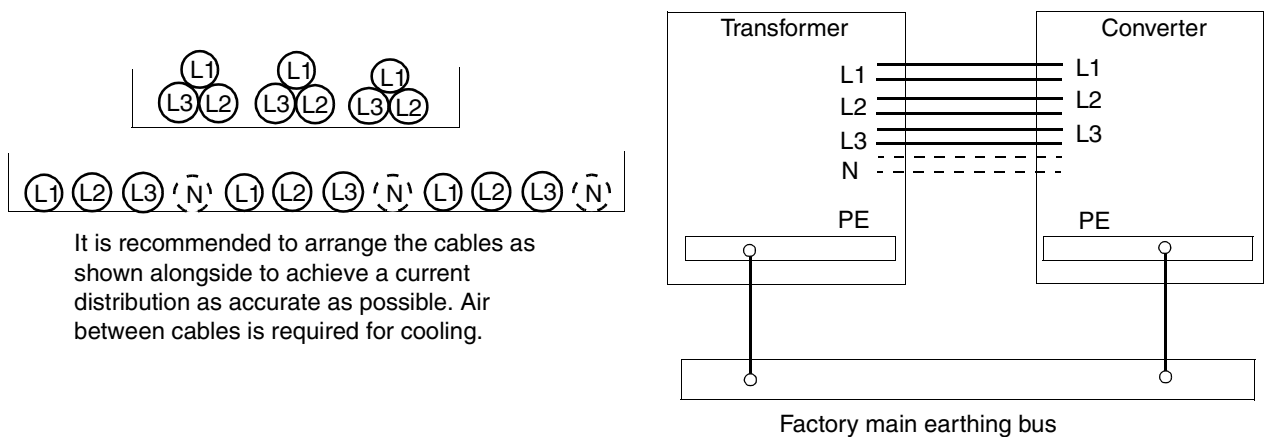 L1 L1 L1
L3 L2 L3 L2 L3 L2
L1 L2 L3 N L1 L2 L3 N L1 L2 L3 N
It is recommended to arrange the cables as
shown alongside to achieve a current
distribution as accurate as possible. Air
between cables is required for cooling.
Transformer
Converter
L1 L1
L2 L2
L3 L3
N
PE PE
Factory main earthing bus